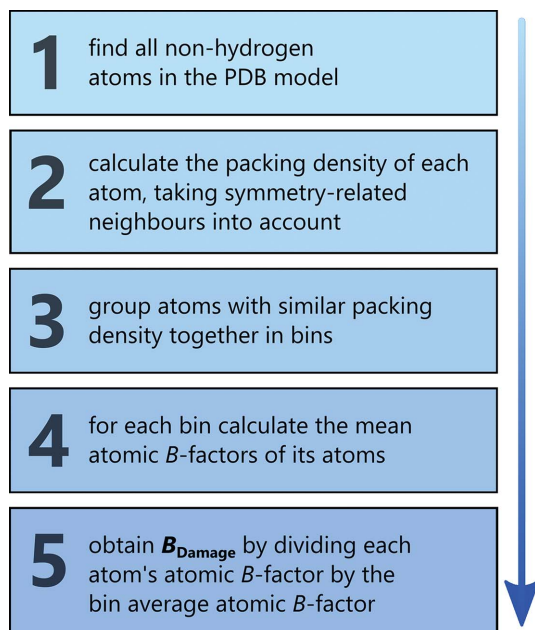 1
find all non-hydrogen
atoms in the PDB model
2
calculate the packing density of each
atom, taking symmetry-related
neighbours into account
3
group atoms with similar packing
density together in bins
4
for each bin calculate the mean
atomic B-factors of its atoms
5
obtain BDamage by dividing each
atom's atomic B-factor by the
bin average atomic B-factor